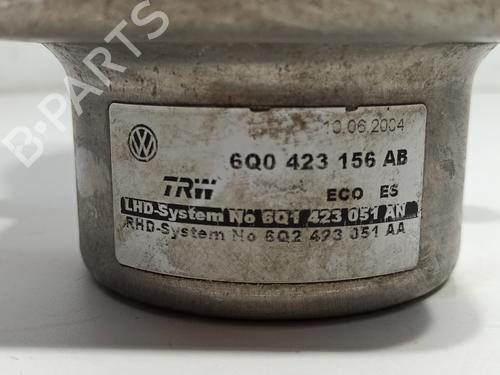 B-PARTS
10.06.2004
6Q0 423 156 AB
TRW ECO ES
LHD-System No 6Q1 423 051 AN
RHD-System No 6Q2 423 051 AA